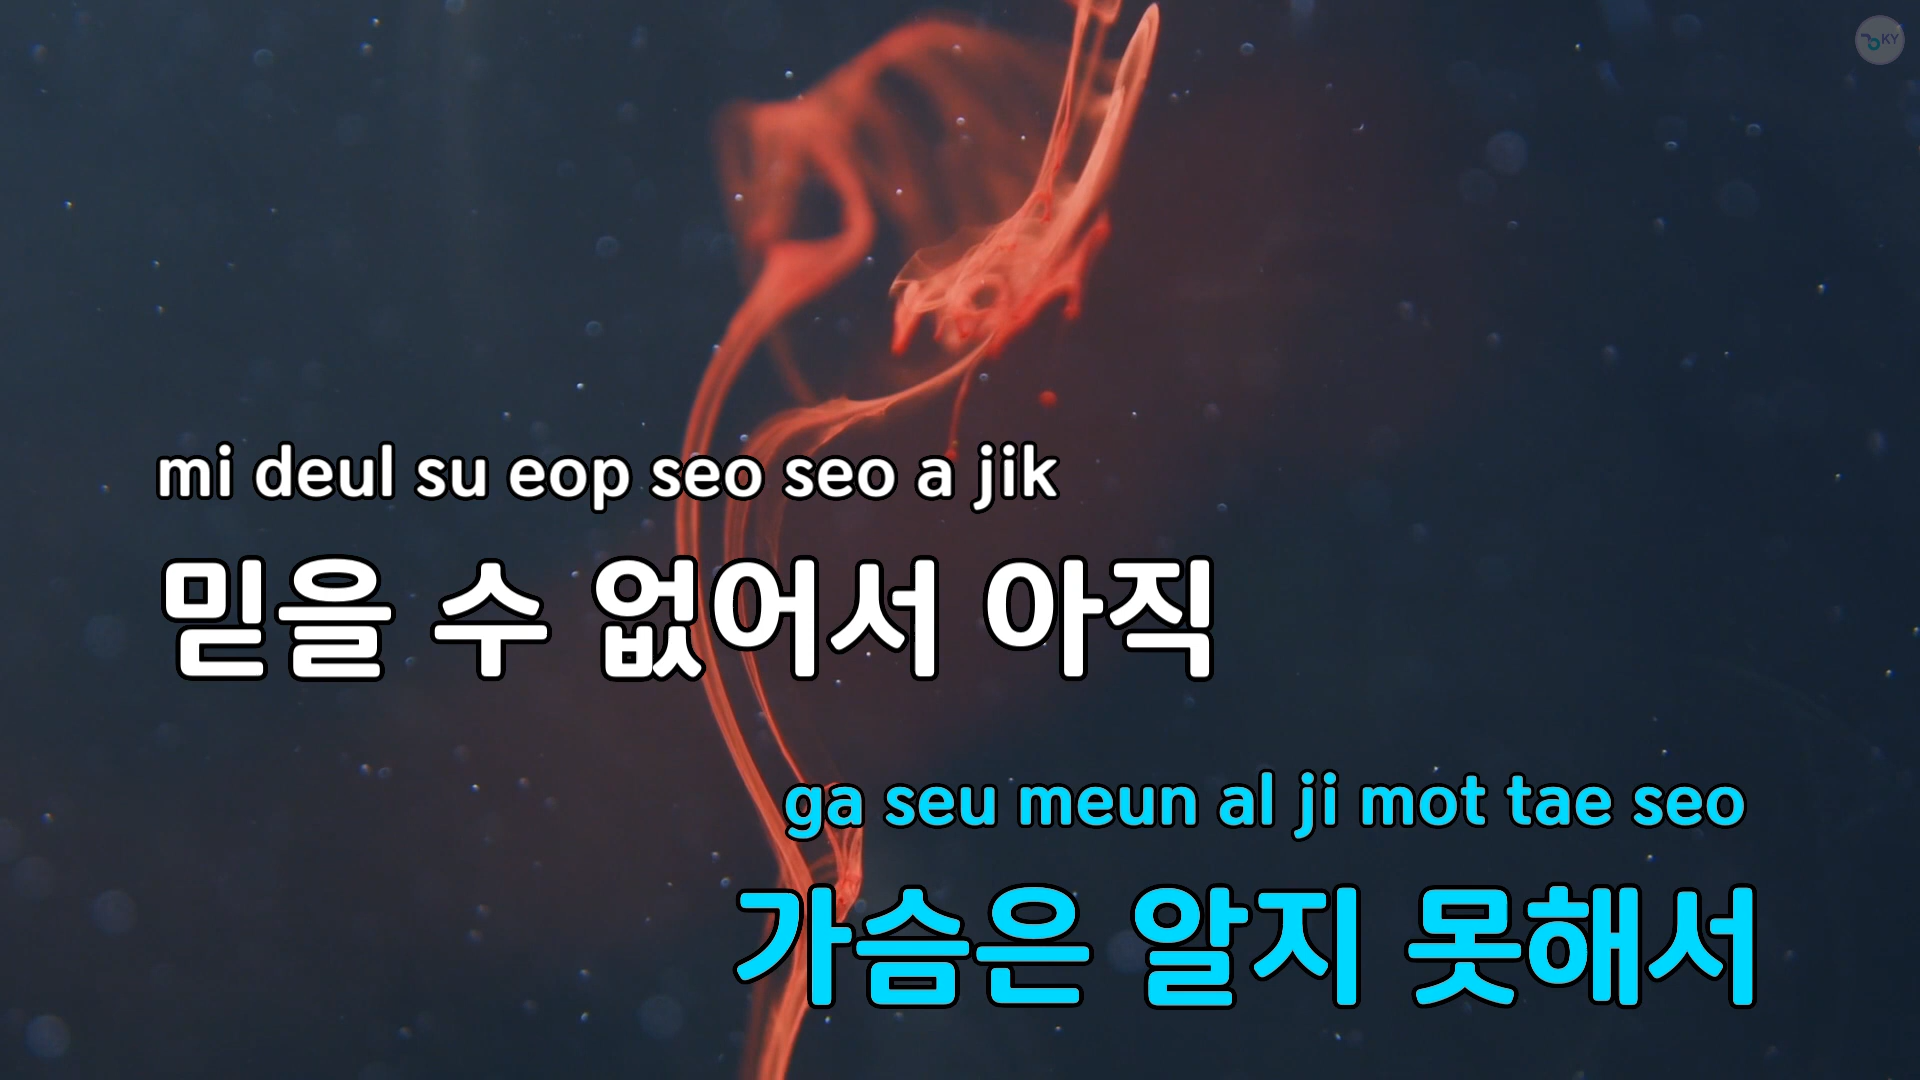 KY
mi deul su eop seo seo a jik
믿을 수 없어서 아직
ga seu meun al ji mot tae seo
가슴은 알지 못해서